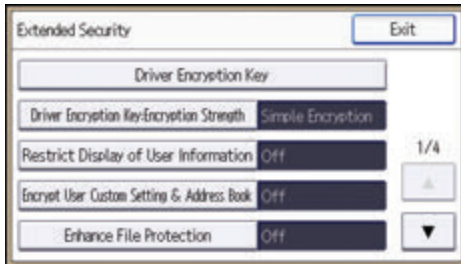 Extended Security
Exit
Driver Encryption Key
Driver Encryption Key:Encryption Strength Simple Encryption
Restrict Display of User Information Off
1/4
Encrypt User Custom Setting & Address Book Off
Enhance File Protection Off